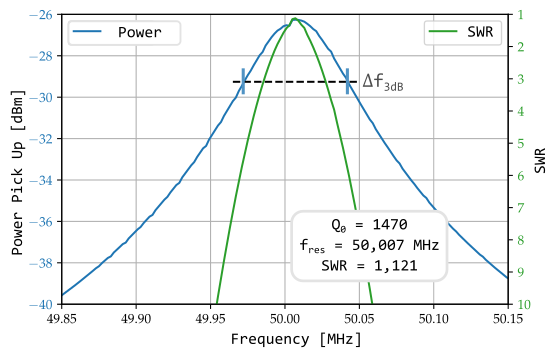 Power
SWR
Δf3dB
Q0 = 1470
fres = 50,007 MHz
SWR = 1,121
−26
−28
−30
−32
−34
−36
−38
−40
1
2
3
4
5
6
7
8
9
10
49.85
49.90
49.95
50.00
50.05
50.10
50.15
Power Pick Up [dBm]
SWR
Frequency [MHz]